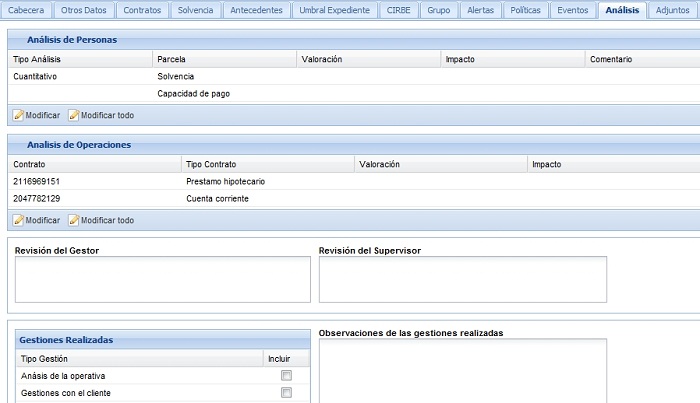 Cabecera Otros Datos Contratos Solvencia Antecedentes Umbral Expediente CIRBE Grupo Alertas Políticas Eventos Análisis Adjuntos
Análisis de Personas
Tipo Análisis Parcela Valoración Impacto Comentario
Cuantitativo Solvencia
Capacidad de pago
Modificar Modificar todo
Analisis de Operaciones
Contrato Tipo Contrato Valoración Impacto
2116969151 Prestamo hipotecario
2047782129 Cuenta corriente
Modificar Modificar todo
Revisión del Gestor Revisión del Supervisor
Gestiones Realizadas Observaciones de las gestiones realizadas
Tipo Gestión Incluir
Anásis de la operativa
Gestiones con el cliente